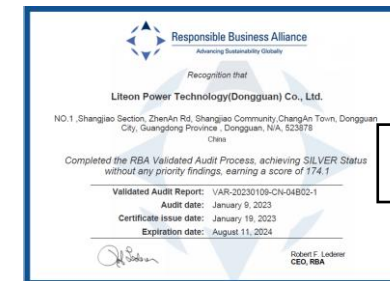 Responsible Business Alliance
Advancing Sustainability Globally
Recognition that
Liteon Power Technology(Dongguan) Co., Ltd.
NO.1 ,Shangjiao Section, ZhenAn Rd, Shangjiao Community,ChangAn Town, Dongguan
City, Guangdong Province , Dongguan, N/A, 523878
China
Completed the RBA Validated Audit Process, achieving SILVER Status
without any priority findings, earning a score of 174.1
Validated Audit Report: VAR-20230109-CN-04B02-1
Audit date: January 9, 2023
Certificate issue date: January 19, 2023
Expiration date: August 11, 2024
Robert F. Lederer
CEO, RBA